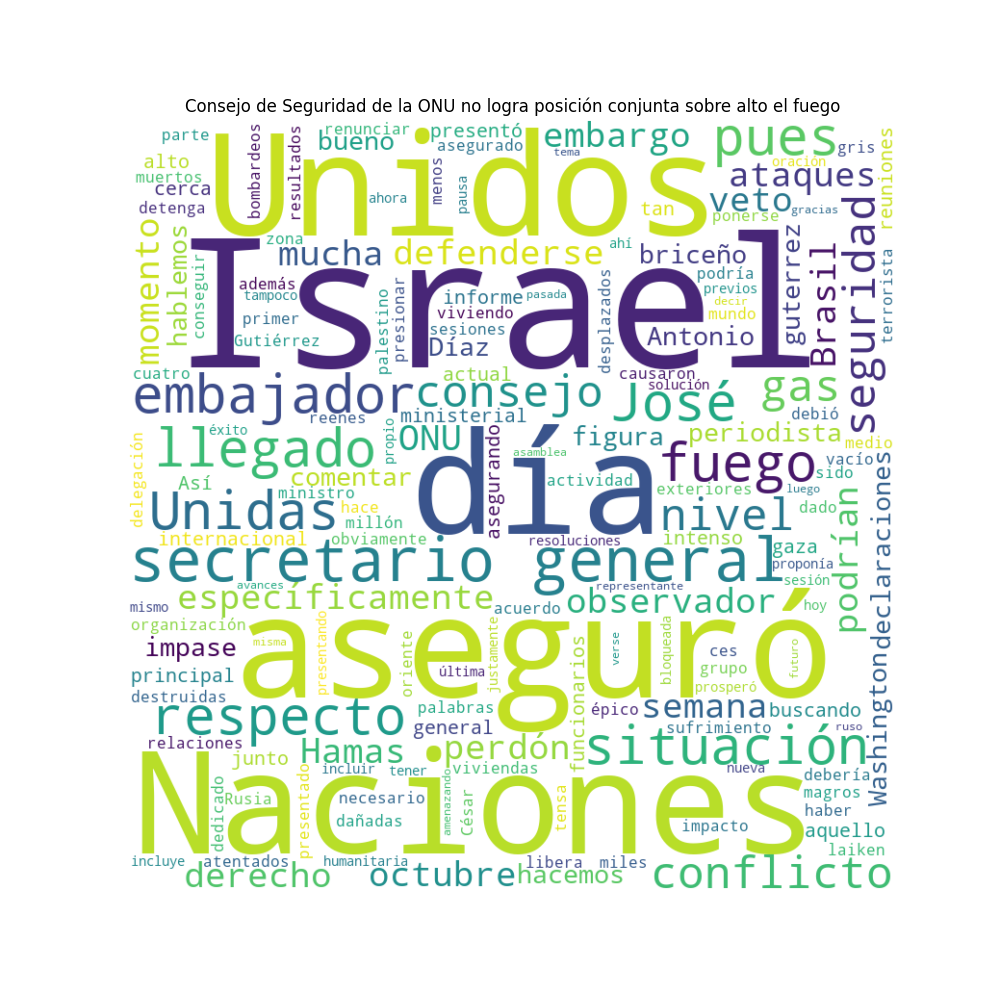 Consejo de Seguridad de la ONU no logra posición conjunta sobre alto el fuego
parte
renunciar
presentó
bueno
asegurado
embargo
tema
pues
gris
oración
alto
muertos
cerca
detenga
bombardeos
resultados
Unidos
ahora
menos
pausa
tan
veto
ataques
ponerse
gracias
reuniones
momento
hablemos
conseguir
zona
mucha
defenderse
ahí
briceño
guterrez
Brasil
seguridad
terrorista
Israel
además
tampoco
primer
Gutiérrez
palestino
presionar
informe
viviendo
sesiones
pasada
desplazados
podría
previos
decir
mundo
Antonio
Díaz
cuatro
actual
causaron
solución
embajador
consejo
José
gas
reenes
ministerial
debió
llegado
éxito
propio
ONU
día
asegurando
asamblea
figura
periodista
medio
delegación
Así
comentar
actividad
fuego
vacío
sido
exteriores
ministro
hace
luego
dado
Unidas
millón
nivel
declaraciones
internacional
obviamente
resoluciones
intenso
gaza
podrían
secretario general
proponía
sesión
avances
representante
específicamente
acuerdo
observador
hoy
mismo
organización
misma
presentando
aseguró
oriente
justamente
verse
bloqueada
futuro
impase
ces
Washington
principal
última
grupo
destruidas
prosperó
funcionarios
palabras
épico
semana
buscando
respecto
general
sufrimiento
ruso
relaciones
Hamas
perdón
situación
junto
incluir
tener
viviendas
nueva
debería
Naciones
amenazando
César
tensa
magros
dedicado
Rusia
presentado
necesario
haber
dañadas
impacto
aquello
laiken
incluye
atentados
humanitaria
libera
miles
derecho
octubre
hacemos
conflicto